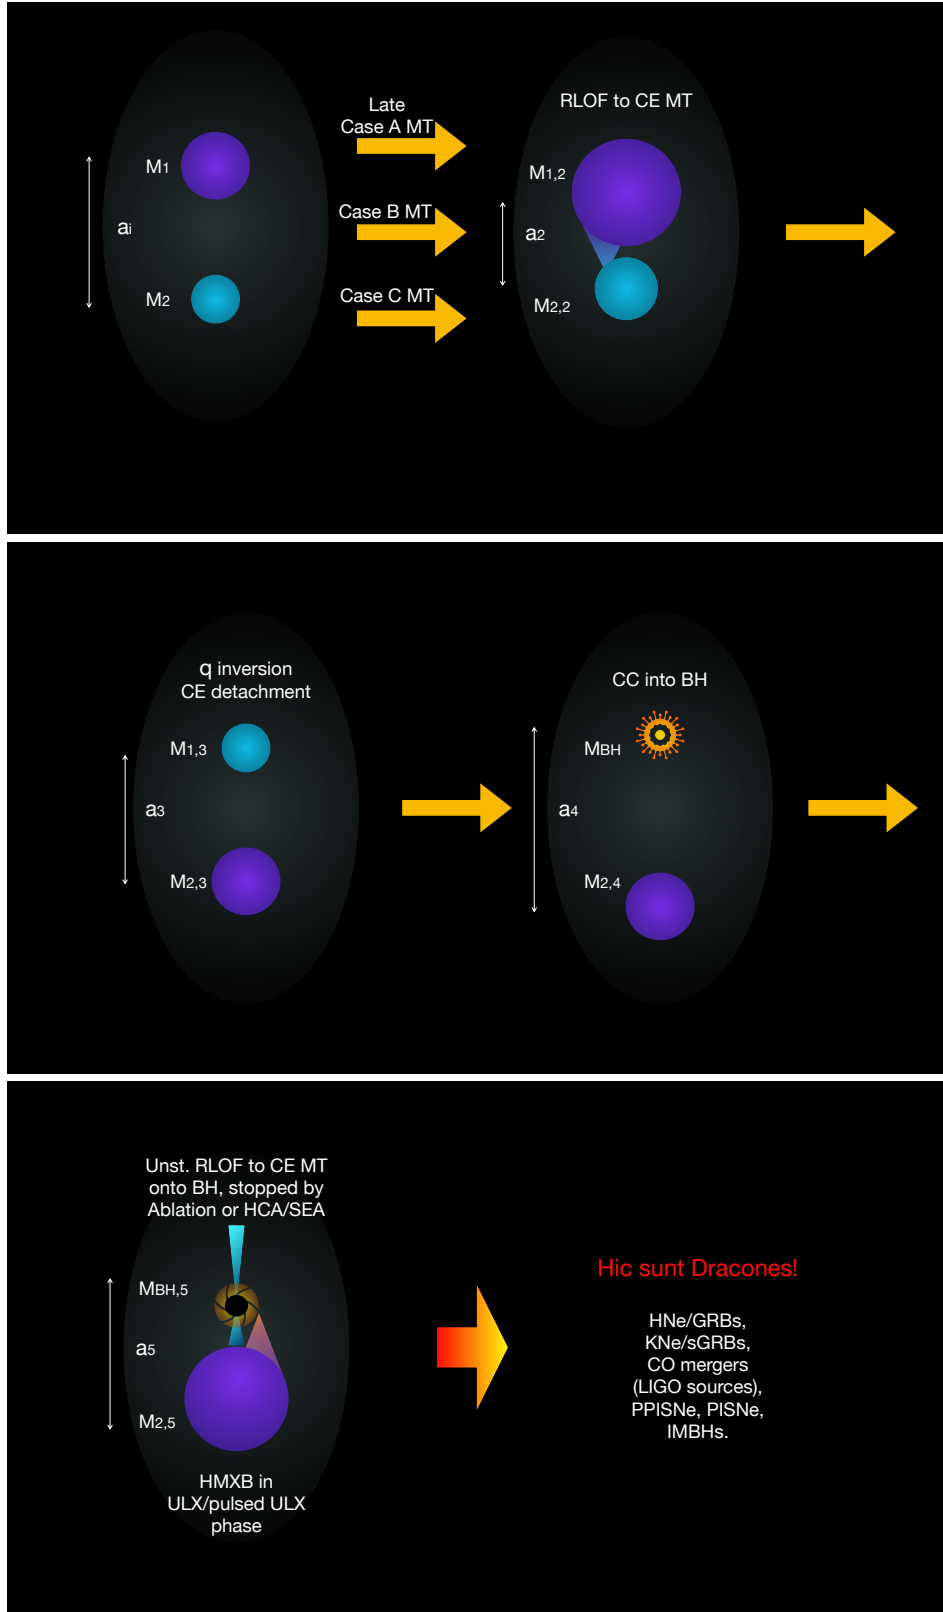 Late
Case A MT
Case B MT
Case C MT
M1
ai
M2
RLOF to CE MT
M1,2
a2
M2,2
q inversion
CE detachment
M1,3
a3
M2,3
CC into BH
MBH
a4
M2,4
Unst. RLOF to CE MT
onto BH, stopped by
Ablation or HCA/SEA
MBH,5
a5
M2,5
HMXB in
ULX/pulsed ULX
phase
Hic sunt Dracones!
HNe/GRBs,
KNe/sGRBs,
CO mergers
(LIGO sources),
PPISNe, PISNe,
IMBHs.